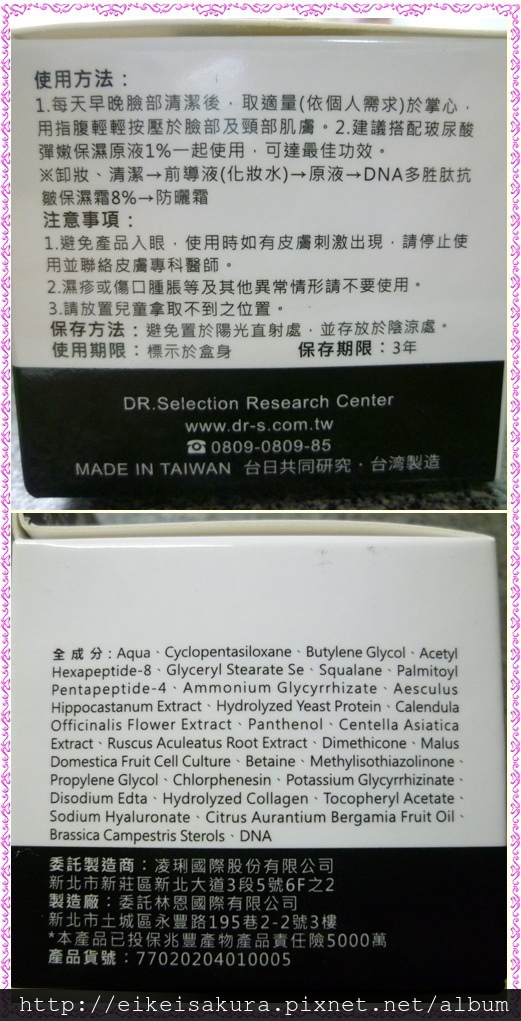 使用方法：
1.每天早晚臉部清潔後，取適量(依個人需求)於掌心，
用指腹輕輕按壓於臉部及頸部肌膚。2.建議搭配玻尿酸
彈嫩保濕原液1%一起使用，可達最佳功效。
※卸妝、清潔→前導液(化妝水)→原液→DNA多胜肽抗
皺保濕霜8%→防曬霜
注意事項：
1.避免產品入眼，使用時如有皮膚刺激出現，請停止使
用並聯絡皮膚專科醫師。
2.濕疹或傷口腫脹等及其他異常情形請不要使用。
3.請放置兒童拿取不到之位置。
保存方法：避免置於陽光直射處，並存放於陰涼處。
使用期限：標示於盒身 保存期限：3年
DR.Selection Research Center
www.dr-s.com.tw
☎0809-0809-85
MADE IN TAIWAN 台日共同研究・台湾製造
全成分：Aqua、Cyclopentasiloxane、Butylene Glycol、Acetyl
Hexapeptide-8、Glyceryl Stearate Se、Squalane、Palmitoyl
Pentapeptide-4、Ammonium Glycyrrhizate、Aesculus
Hippocastanum Extract、Hydrolyzed Yeast Protein、Calendula
Officinalis Flower Extract、Panthenol、Centella Asiatica
Extract、Ruscus Aculeatus Root Extract、Dimethicone、Malus
Domestica Fruit Cell Culture、Betaine、Methylisothiazolinone、
Propylene Glycol、Chlorphenesin、Potassium Glycyrrhizinate、
Disodium Edta、Hydrolyzed Collagen、Tocopheryl Acetate、
Sodium Hyaluronate、Citrus Aurantium Bergamia Fruit Oil、
Brassica Campestris Sterols、DNA
委託製造商：凌琍國際股份有限公司
新北市新莊區新北大道3段5號6F之2
製造廠：委託林恩國際有限公司
新北市土城區永豐路195巷2-2號3樓
*本產品已投保兆豐產物產品責任險5000萬
產品貨號：77020204010005
http://eikeisakura.pixnet.net/album